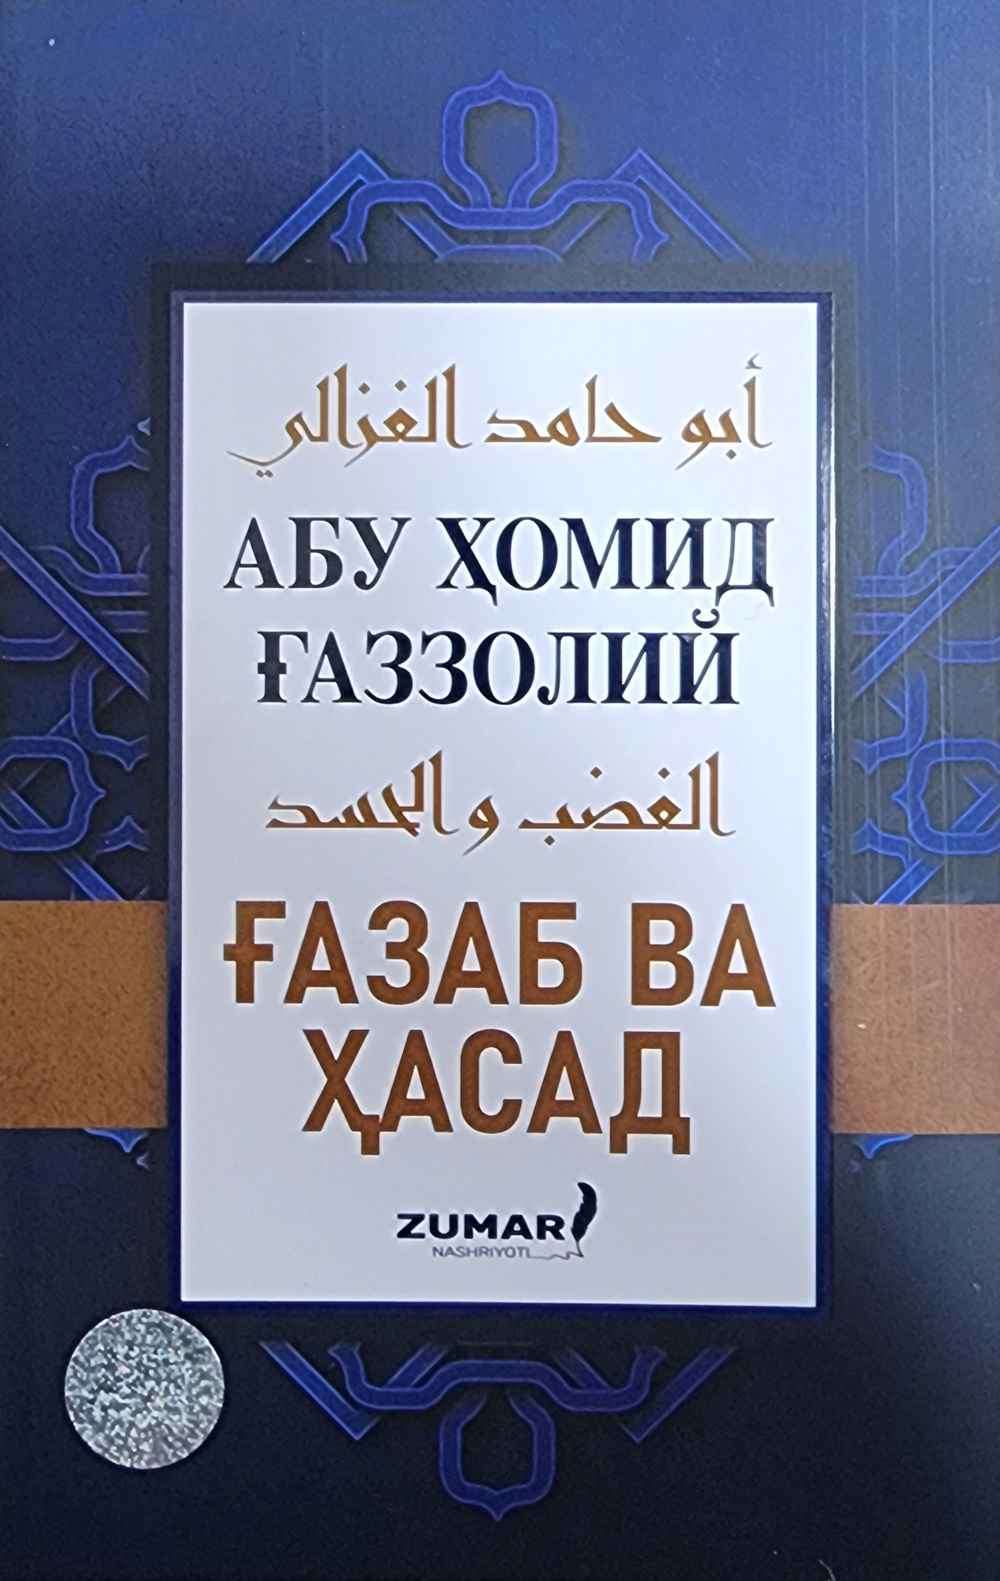 أبو حامد الغزالي
АБУ ҲОМИД
ҒАЗЗОЛИЙ
الغضب والحسد
ҒАЗАБ ВА
ҲАСАД
ZUMAR
NASHRIYOTI